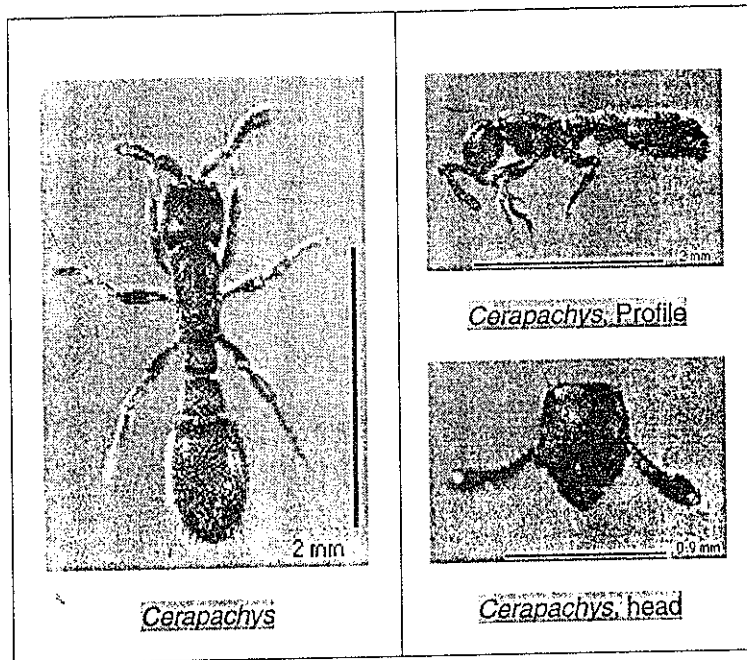 2 mm
Cerapachys
2 mm
Cerapachys, Profile
0.9 mm
Cerapachys, head